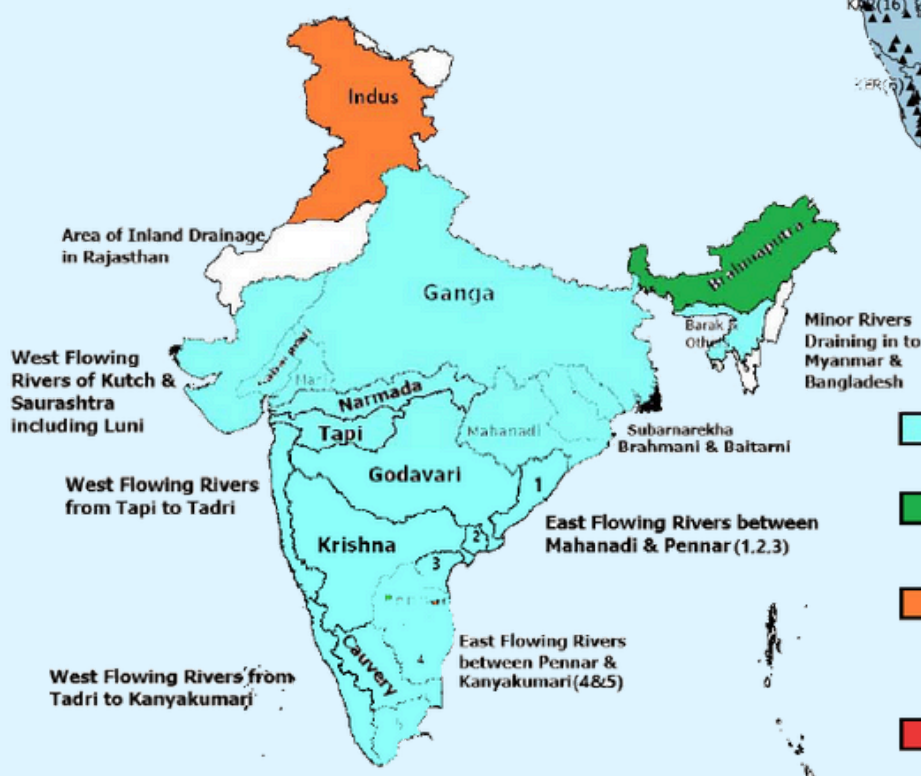 Indus
Area of Inland Drainage
in Rajasthan
Ganga
Brahmaputra
Barak &
Other
Minor Rivers
Draining in to
Myanmar &
Bangladesh
West Flowing
Rivers of Kutch &
Saurashtra
including Luni
Narmada
Tapi
Mahanadi
Subarnarekha
Brahmani & Baitarni
Godavari
1
West Flowing Rivers
from Tapi to Tadri
East Flowing Rivers between
Mahanadi & Pennar (1.2.3)
Krishna
2
3
Pennar
Cauvery
4
East Flowing Rivers
between Pennar &
Kanyakumari(4&5)
West Flowing Rivers from
Tadri to Kanyakumari